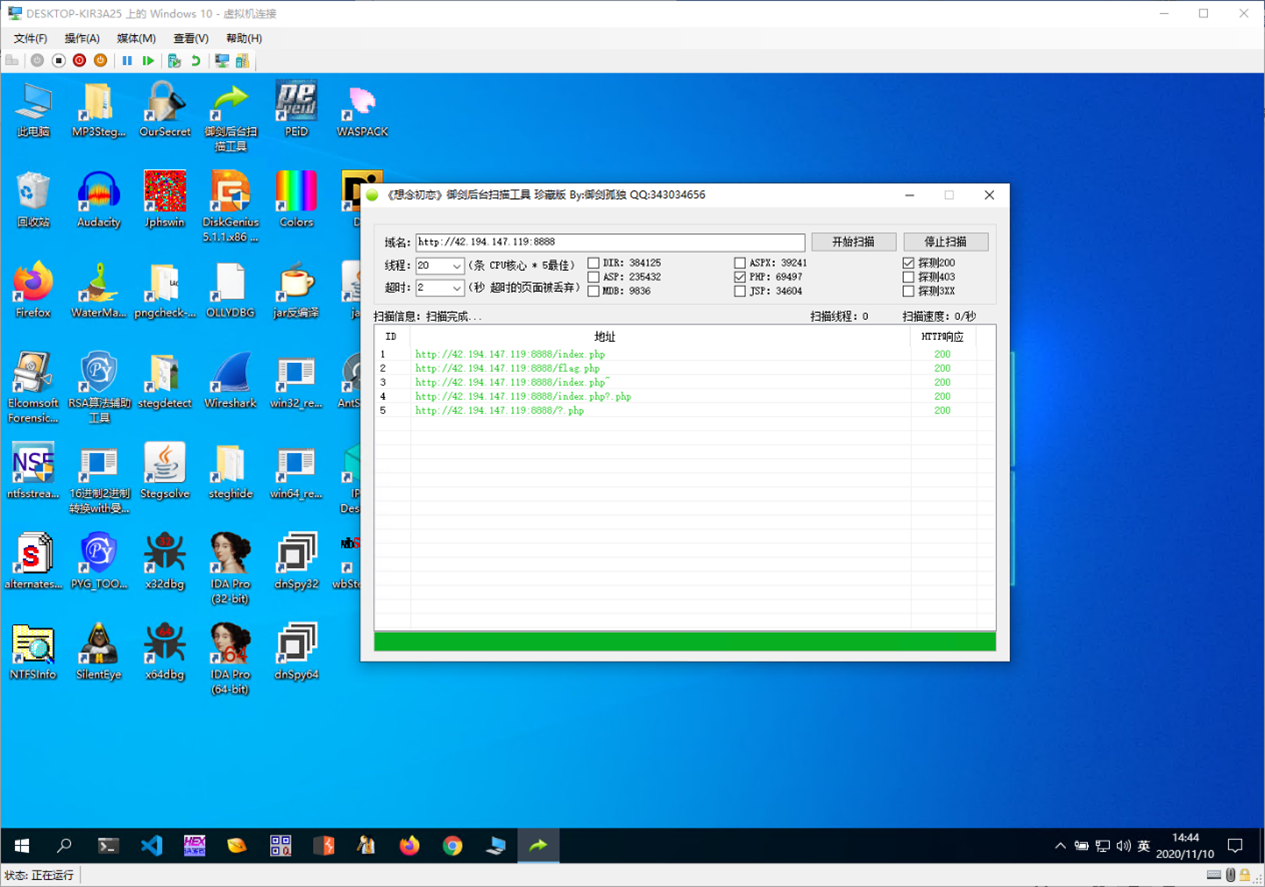 DESKTOP-KIR3A25 上的 Windows 10 - 虚拟机连接
文件(F) 操作(A) 媒体(M) 查看(V) 帮助(H)
此电脑 MP3Steg... OurSecret 御剑后台扫描工具 PEiD WASPACK
回收站 Audacity Jphswin DiskGenius 5.1.1.x86 ... Colors D
Firefox WaterMa... pngcheck-... OLLYDBG jar反编译 ja
Elcomsoft Forensic... RSA算法辅助工具 stegdetect Wireshark win32_re... AntS
ntfsstrea... 16进制2进制转换with曼... Stegsolve steghide win64_re... IP Des
alternates... PVG_TOO... x32dbg IDA Pro (32-bit) dnSpy32 wbSte
NTFSInfo SilentEye x64dbg IDA Pro (64-bit) dnSpy64
《想念初恋》御剑后台扫描工具 珍藏版 By:御剑孤独 QQ:343034656
域名: http://42.194.147.119:8888 开始扫描 停止扫描
线程: 20 (条 CPU核心 * 5最佳) DIR: 384125 ASPX: 39241 探测200
ASP: 235432 PHP: 69497 探测403
超时: 2 (秒 超时的页面被丢弃) MDB: 9836 JSP: 34604 探测3XX
扫描信息: 扫描完成... 扫描线程: 0 扫描速度: 0/秒
ID 地址 HTTP响应
1 http://42.194.147.119:8888/index.php 200
2 http://42.194.147.119:8888/flag.php 200
3 http://42.194.147.119:8888/index.php~ 200
4 http://42.194.147.119:8888/index.php?.php 200
5 http://42.194.147.119:8888/?.php 200
英 14:44
2020/11/10
状态: 正在运行